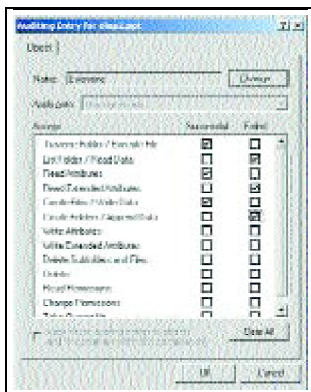 Auditing Entry for
Object
Name: Everyone
Change
Apply onto:
Access Successful Failed
Traverse Folder / Execute File
List Folder / Read Data
Read Attributes
Read Extended Attributes
Create Files / Write Data
Create Folders / Append Data
Write Attributes
Write Extended Attributes
Delete Subfolders and Files
Delete
Read Permissions
Change Permissions
Take Ownership
Clear All
OK Cancel